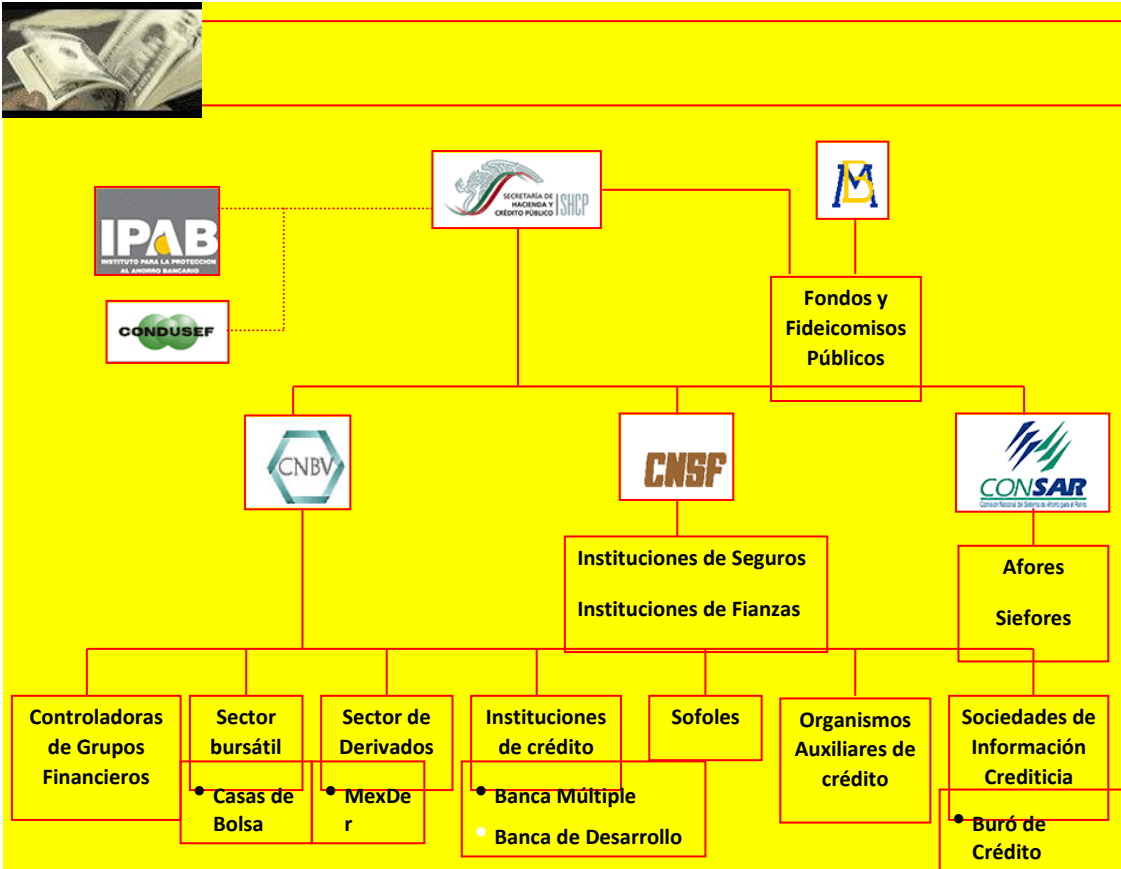 SECRETARÍA DE
HACIENDA Y
CRÉDITO PÚBLICO
SHCP
BM
IPAB
INSTITUTO PARA LA PROTECCION
AL AHORRO BANCARIO
CONDUSEF
Fondos y
Fideicomisos
Públicos
CNBV
CNSF
CONSAR
Comisión Nacional del Sistema de Ahorro para el Retiro
Instituciones de Seguros
Instituciones de Fianzas
Afores
Siefores
Controladoras
de Grupos
Financieros
Sector
bursátil
• Casas de
Bolsa
Sector de
Derivados
• MexDe
r
Instituciones
de crédito
• Banca Múltiple
• Banca de Desarrollo
Sofoles
Organismos
Auxiliares de
crédito
Sociedades de
Información
Crediticia
• Buró de
Crédito